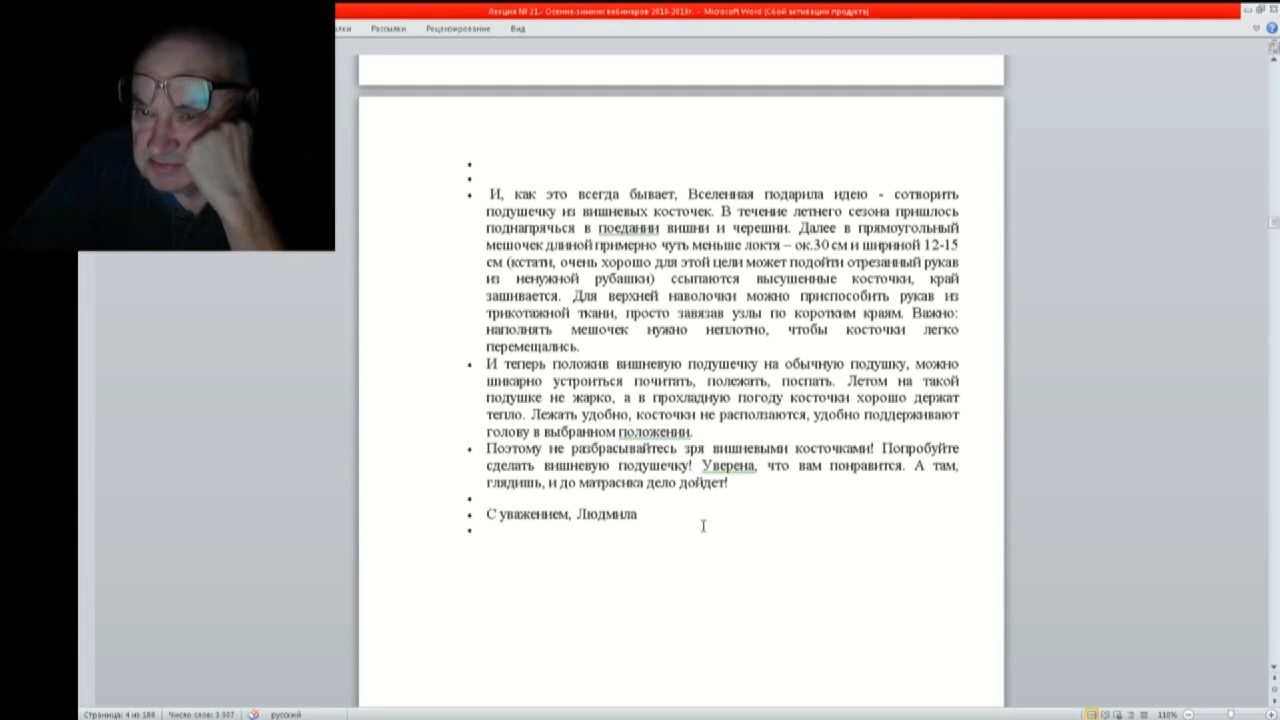 Лекция № 21.- Осенне-зимних вебинаров 2018-2019г. - Microsoft Word (Сбой активации продукта)
Рассылки Рецензирование Вид
И, как это всегда бывает, Вселенная подарила идею - сотворить
подушечку из вишневых косточек. В течение летнего сезона пришлось
поднапрячься в поедании вишни и черешни. Далее в прямоугольный
мешочек длиной примерно чуть меньше локтя – ок.30 см и шириной 12-15
см (кстати, очень хорошо для этой цели может подойти отрезанный рукав
из ненужной рубашки) ссыпаются высушенные косточки, край
зашивается. Для верхней наволочки можно приспособить рукав из
трикотажной ткани, просто завязав узлы по коротким краям. Важно:
наполнять мешочек нужно неплотно, чтобы косточки легко
перемещались.
И теперь положив вишневую подушечку на обычную подушку, можно
шикарно устроиться почитать, полежать, поспать. Летом на такой
подушке не жарко, а в прохладную погоду косточки хорошо держат
тепло. Лежать удобно, косточки не расползаются, удобно поддерживают
голову в выбранном положении.
Поэтому не разбрасывайтесь зря вишневыми косточками! Попробуйте
сделать вишневую подушечку! Уверена, что вам понравится. А там,
глядишь, и до матрасика дело дойдет!
С уважением, Людмила
Страница: 4 из 108 Число слов: 3 907 русский 110%